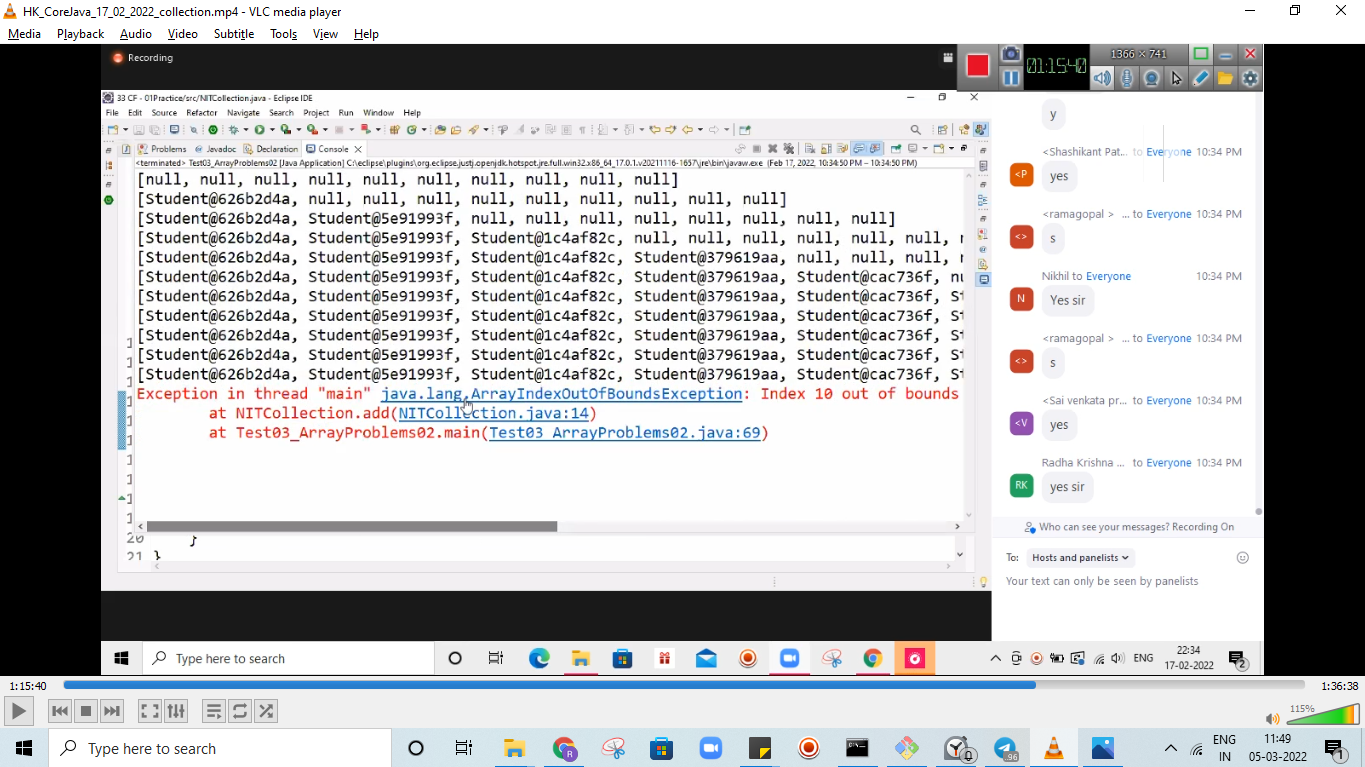 HK_CoreJava_17_02_2022_collection.mp4 - VLC media player
Media Playback Audio Video Subtitle Tools View Help
Recording
01:15:40
1366 × 741
33 CF - 01Practice/src/NITCollection.java - Eclipse IDE
File Edit Source Refactor Navigate Search Project Run Window Help
Problems Javadoc Declaration Console
<terminated> Test03_ArrayProblems02 [Java Application] C:\eclipse\plugins\org.eclipse.justj.openjdk.hotspot.jre.full.win32.x86_64_17.0.1.v20211116-1657\jre\bin\javaw.exe (Feb 17, 2022, 10:34:50 PM – 10:34:50 PM)
[null, null, null, null, null, null, null, null, null, null]
[Student@626b2d4a, null, null, null, null, null, null, null, null, null]
[Student@626b2d4a, Student@5e91993f, null, null, null, null, null, null, null, null]
[Student@626b2d4a, Student@5e91993f, Student@1c4af82c, null, null, null, null, null, null,
[Student@626b2d4a, Student@5e91993f, Student@1c4af82c, Student@379619aa, null, null, null,
[Student@626b2d4a, Student@5e91993f, Student@1c4af82c, Student@379619aa, Student@cac736f, nu
[Student@626b2d4a, Student@5e91993f, Student@1c4af82c, Student@379619aa, Student@cac736f, St
[Student@626b2d4a, Student@5e91993f, Student@1c4af82c, Student@379619aa, Student@cac736f, St
[Student@626b2d4a, Student@5e91993f, Student@1c4af82c, Student@379619aa, Student@cac736f, St
[Student@626b2d4a, Student@5e91993f, Student@1c4af82c, Student@379619aa, Student@cac736f, St
[Student@626b2d4a, Student@5e91993f, Student@1c4af82c, Student@379619aa, Student@cac736f, St
Exception in thread "main" java.lang.ArrayIndexOutOfBoundsException: Index 10 out of bounds
at NITCollection.add(NITCollection.java:14)
at Test03_ArrayProblems02.main(Test03_ArrayProblems02.java:69)
20 }
21 }
y
<Shashikant Pat... to Everyone 10:34 PM
<P yes
<ramagopal > ... to Everyone 10:34 PM
<> s
Nikhil to Everyone 10:34 PM
N Yes sir
<ramagopal > ... to Everyone 10:34 PM
<> s
<Sai venkata pr... to Everyone 10:34 PM
<V yes
Radha Krishna ... to Everyone 10:34 PM
RK yes sir
Who can see your messages? Recording On
To: Hosts and panelists
Your text can only be seen by panelists
Type here to search
ENG
22:34
17-02-2022
2
1:15:40
1:36:38
115%
Type here to search
96
ENG
IN
11:49
05-03-2022
1